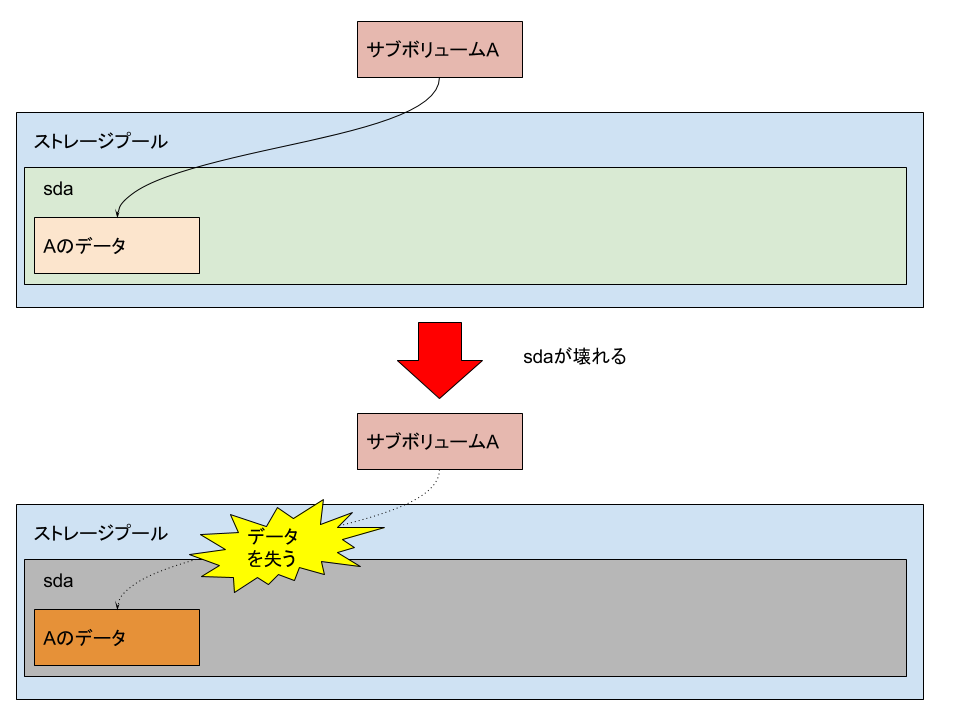 サブボリュームA
ストレージプール
sda
Aのデータ
sdaが壊れる
サブボリュームA
ストレージプール
データ
を失う
sda
Aのデータ